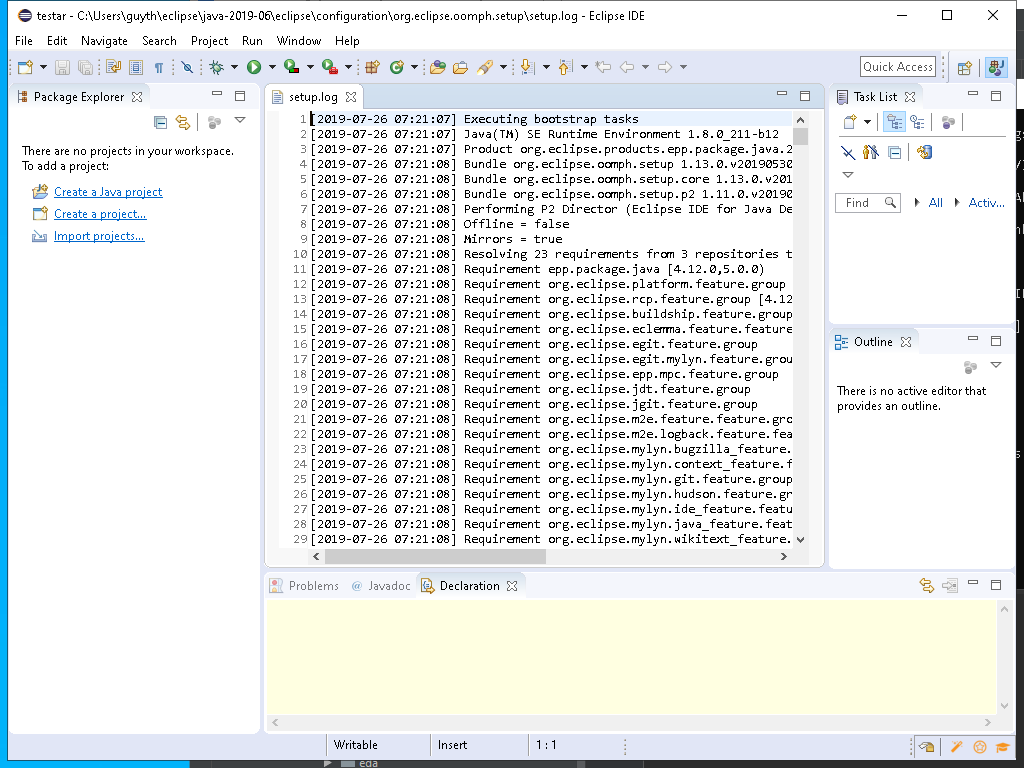 testar - C:\Users\guyth\eclipse\java-2019-06\eclipse\configuration\org.eclipse.oomph.setup\setup.log - Eclipse IDE
File Edit Navigate Search Project Run Window Help
Quick Access
Package Explorer
There are no projects in your workspace.
To add a project:
Create a Java project
Create a project...
Import projects...
setup.log
1 [2019-07-26 07:21:07] Executing bootstrap tasks
2 [2019-07-26 07:21:07] Java(TM) SE Runtime Environment 1.8.0_211-b12
3 [2019-07-26 07:21:07] Product org.eclipse.products.epp.package.java.2
4 [2019-07-26 07:21:08] Bundle org.eclipse.oomph.setup 1.13.0.v20190530
5 [2019-07-26 07:21:08] Bundle org.eclipse.oomph.setup.core 1.13.0.v201
6 [2019-07-26 07:21:08] Bundle org.eclipse.oomph.setup.p2 1.11.0.v20190
7 [2019-07-26 07:21:08] Performing P2 Director (Eclipse IDE for Java De
8 [2019-07-26 07:21:08] Offline = false
9 [2019-07-26 07:21:08] Mirrors = true
10 [2019-07-26 07:21:08] Resolving 23 requirements from 3 repositories t
11 [2019-07-26 07:21:08] Requirement epp.package.java [4.12.0,5.0.0)
12 [2019-07-26 07:21:08] Requirement org.eclipse.platform.feature.group
13 [2019-07-26 07:21:08] Requirement org.eclipse.rcp.feature.group [4.12
14 [2019-07-26 07:21:08] Requirement org.eclipse.buildship.feature.group
15 [2019-07-26 07:21:08] Requirement org.eclipse.eclemma.feature.feature
16 [2019-07-26 07:21:08] Requirement org.eclipse.egit.feature.group
17 [2019-07-26 07:21:08] Requirement org.eclipse.egit.mylyn.feature.grou
18 [2019-07-26 07:21:08] Requirement org.eclipse.epp.mpc.feature.group
19 [2019-07-26 07:21:08] Requirement org.eclipse.jdt.feature.group
20 [2019-07-26 07:21:08] Requirement org.eclipse.jgit.feature.group
21 [2019-07-26 07:21:08] Requirement org.eclipse.m2e.feature.feature.gro
22 [2019-07-26 07:21:08] Requirement org.eclipse.m2e.logback.feature.fea
23 [2019-07-26 07:21:08] Requirement org.eclipse.mylyn.bugzilla_feature.
24 [2019-07-26 07:21:08] Requirement org.eclipse.mylyn.context_feature.f
25 [2019-07-26 07:21:08] Requirement org.eclipse.mylyn.git.feature.group
26 [2019-07-26 07:21:08] Requirement org.eclipse.mylyn.hudson.feature.gr
27 [2019-07-26 07:21:08] Requirement org.eclipse.mylyn.ide_feature.featu
28 [2019-07-26 07:21:08] Requirement org.eclipse.mylyn.java_feature.feat
29 [2019-07-26 07:21:08] Requirement org.eclipse.mylyn.wikitext_feature.
Task List
Find All Activ...
Outline
There is no active editor that
provides an outline.
Problems @ Javadoc Declaration
Writable Insert 1 : 1
eda